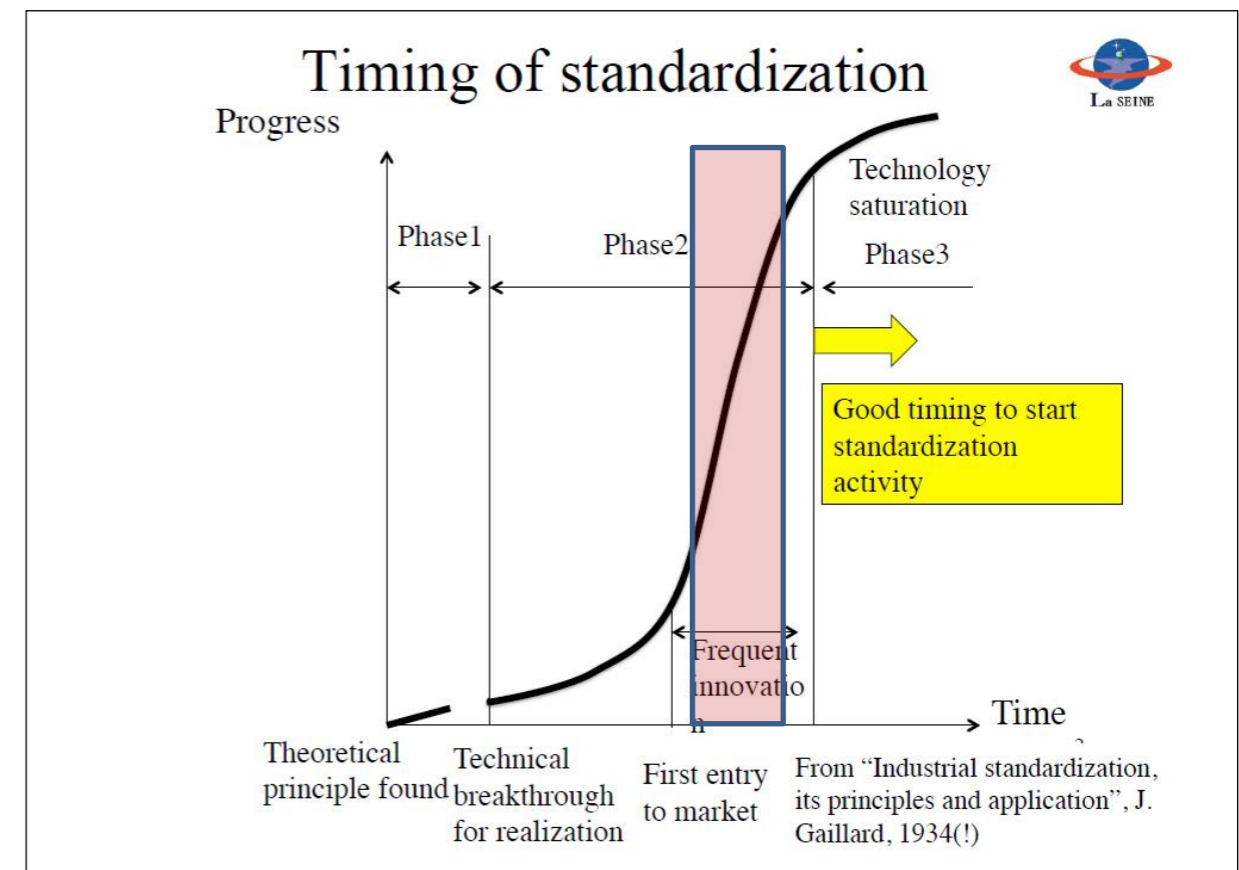 Timing of standardization
La SEINE
Progress
Technology
saturation
Phase1
Phase2
Phase3
Good timing to start
standardization
activity
Frequent
innovatio
n
Time
Theoretical
principle found
Technical
breakthrough
for realization
First entry
to market
From “Industrial standardization,
its principles and application”, J.
Gaillard, 1934(!)